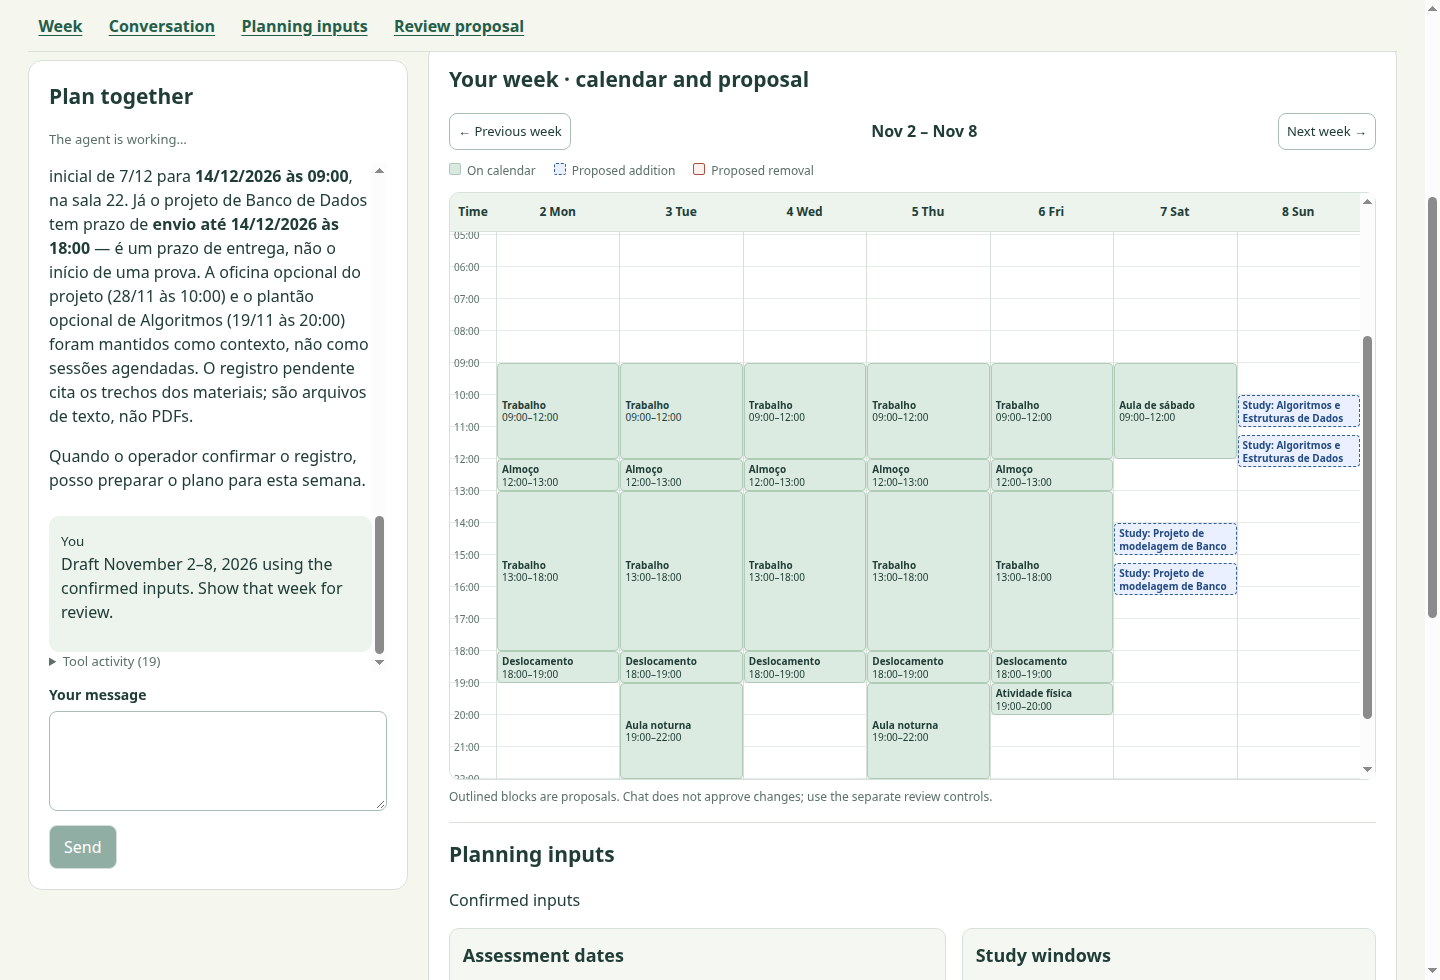 Week Conversation Planning inputs Review proposal
Plan together
The agent is working...
inicial de 7/12 para 14/12/2026 às 09:00,
na sala 22. Já o projeto de Banco de Dados
tem prazo de envio até 14/12/2026 às
18:00 — é um prazo de entrega, não o
início de uma prova. A oficina opcional do
projeto (28/11 às 10:00) e o plantão
opcional de Algoritmos (19/11 às 20:00)
foram mantidos como contexto, não como
sessões agendadas. O registro pendente
cita os trechos dos materiais; são arquivos
de texto, não PDFs.
Quando o operador confirmar o registro,
posso preparar o plano para esta semana.
You
Draft November 2–8, 2026 using the
confirmed inputs. Show that week for
review.
▶ Tool activity (19)
Your message
Send
Your week · calendar and proposal
← Previous week
Nov 2 – Nov 8
Next week →
On calendar Proposed addition Proposed removal
Time 2 Mon 3 Tue 4 Wed 5 Thu 6 Fri 7 Sat 8 Sun
05:00
06:00
07:00
08:00
09:00
10:00
11:00
12:00
13:00
14:00
15:00
16:00
17:00
18:00
19:00
20:00
21:00
22:00
Trabalho
09:00–12:00
Almoço
12:00–13:00
Trabalho
13:00–18:00
Deslocamento
18:00–19:00
Trabalho
09:00–12:00
Almoço
12:00–13:00
Trabalho
13:00–18:00
Deslocamento
18:00–19:00
Aula noturna
19:00–22:00
Trabalho
09:00–12:00
Almoço
12:00–13:00
Trabalho
13:00–18:00
Deslocamento
18:00–19:00
Trabalho
09:00–12:00
Almoço
12:00–13:00
Trabalho
13:00–18:00
Deslocamento
18:00–19:00
Aula noturna
19:00–22:00
Trabalho
09:00–12:00
Almoço
12:00–13:00
Trabalho
13:00–18:00
Deslocamento
18:00–19:00
Atividade física
19:00–20:00
Aula de sábado
09:00–12:00
Study: Projeto de
modelagem de Banco
Study: Projeto de
modelagem de Banco
Study: Algoritmos e
Estruturas de Dados
Study: Algoritmos e
Estruturas de Dados
Outlined blocks are proposals. Chat does not approve changes; use the separate review controls.
Planning inputs
Confirmed inputs
Assessment dates
Study windows